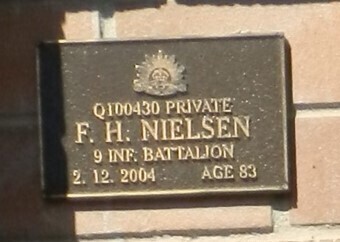 Q100430 PRIVATE
F. H. NIELSEN
9 INF. BATTALION
2. 12. 2004 AGE 83